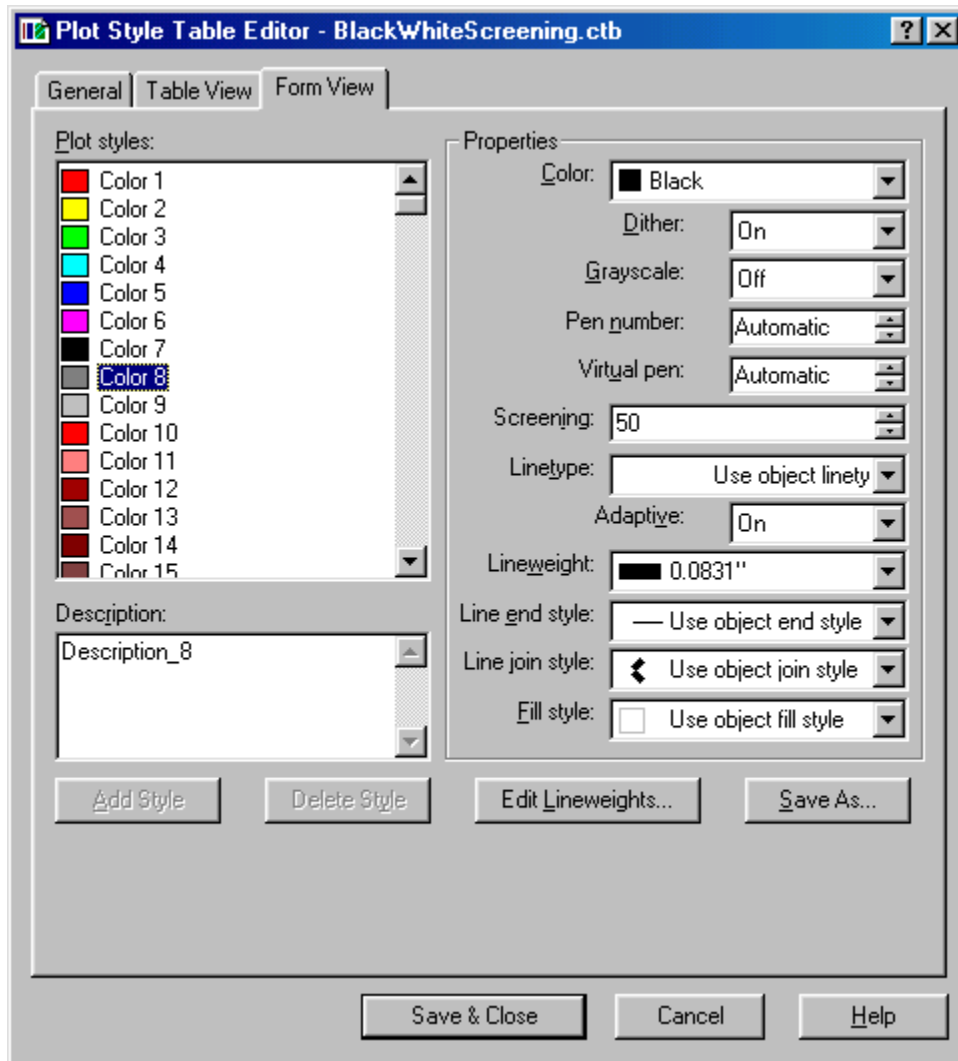 Plot Style Table Editor - BlackWhiteScreening.ctb
General
Table View
Form View
Plot styles:
Color 1
Color 2
Color 3
Color 4
Color 5
Color 6
Color 7
Color 8
Color 9
Color 10
Color 11
Color 12
Color 13
Color 14
Color 15
Description:
Description_8
Properties
Color: Black
Dither: On
Grayscale: Off
Pen number: Automatic
Virtual pen: Automatic
Screening: 50
Linetype: Use object linety
Adaptive: On
Lineweight: 0.0831"
Line end style: Use object end style
Line join style: Use object join style
Fill style: Use object fill style
Add Style
Delete Style
Edit Lineweights...
Save As...
Save & Close
Cancel
Help